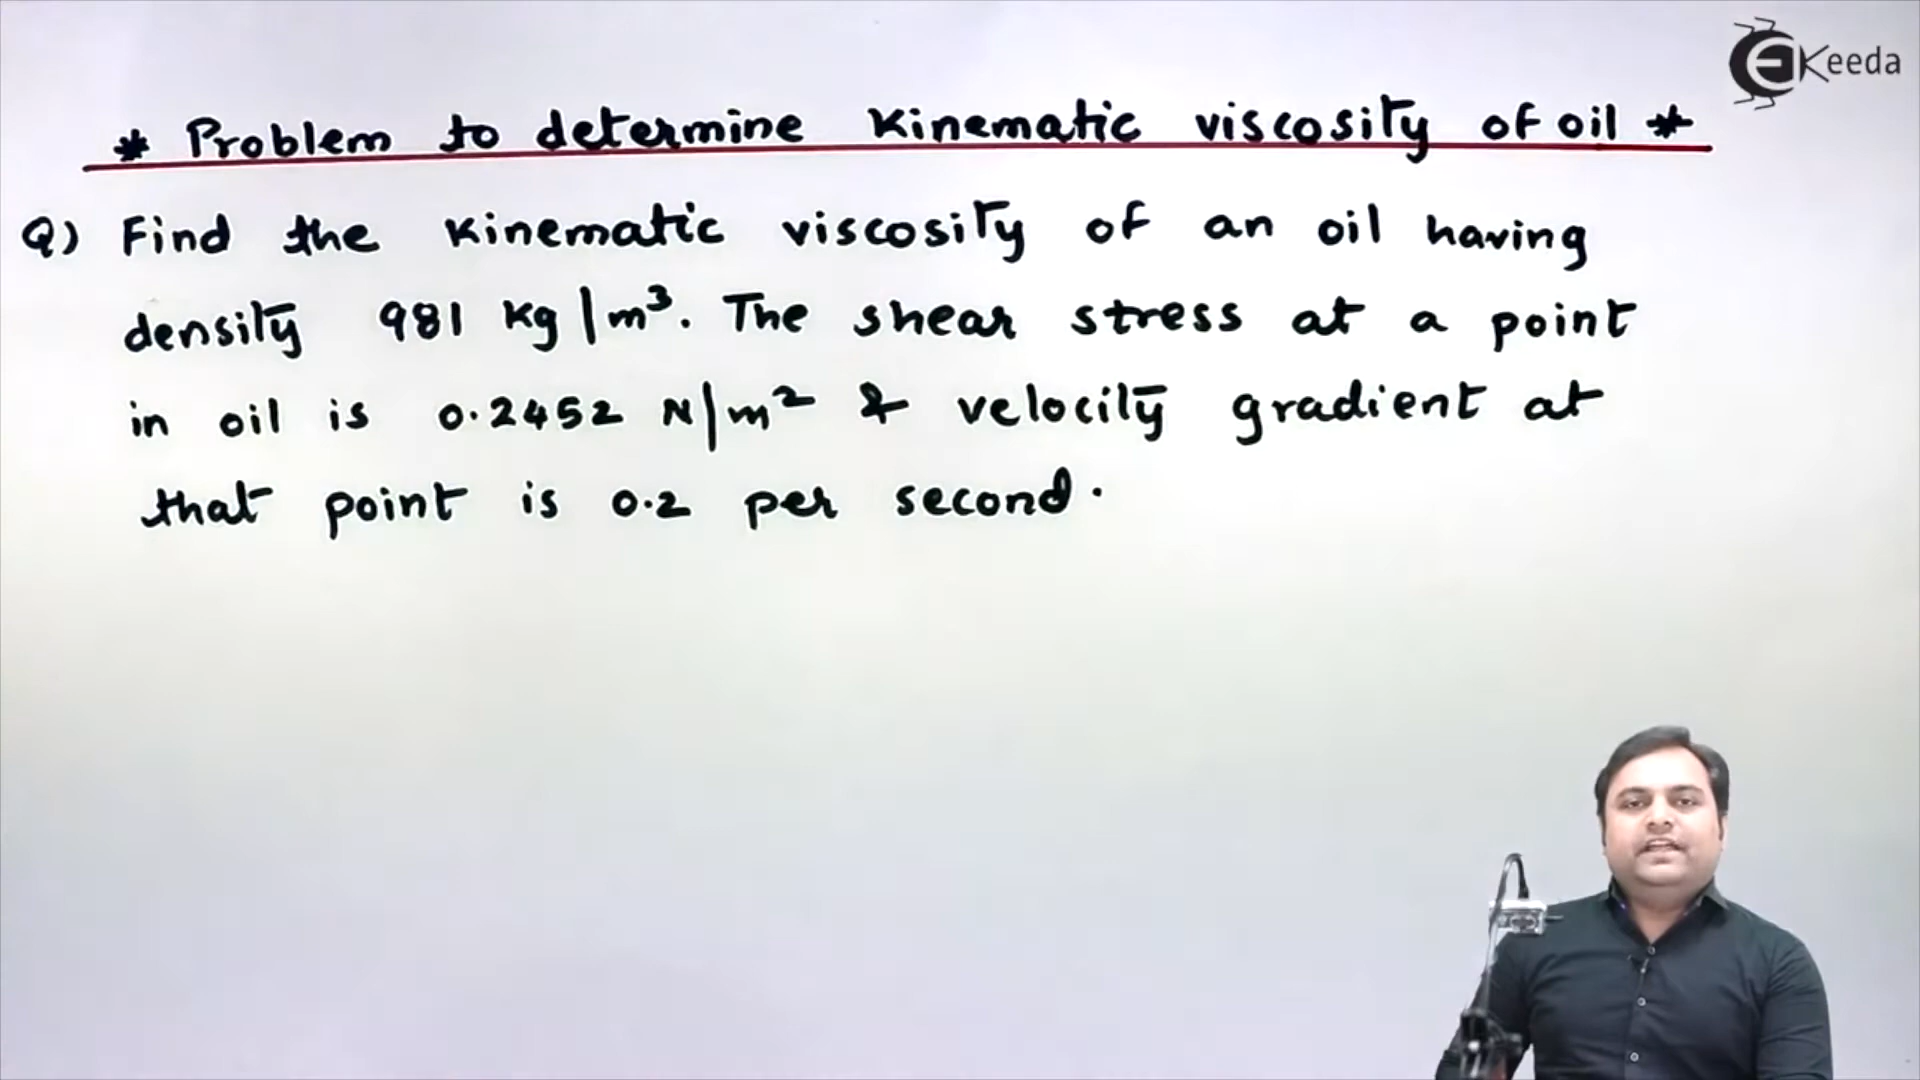 EKeeda
* Problem to determine Kinematic viscosity of oil *
Q) Find the Kinematic viscosity of an oil having
density 981 Kg/m³. The shear stress at a point
in oil is 0.2452 N/m² & velocity gradient at
that point is 0.2 per second.